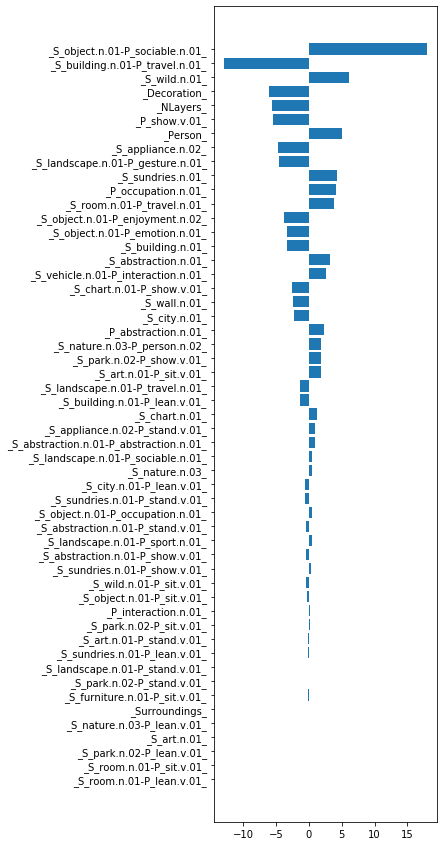 _S_object.n.01-P_sociable.n.01_
_S_building.n.01-P_travel.n.01_
_S_wild.n.01_
_Decoration_
_NLayers_
_P_show.v.01_
_Person_
_S_appliance.n.02_
_S_landscape.n.01-P_gesture.n.01_
_S_sundries.n.01_
_P_occupation.n.01_
_S_room.n.01-P_travel.n.01_
_S_object.n.01-P_enjoyment.n.02_
_S_object.n.01-P_emotion.n.01_
_S_building.n.01_
_S_abstraction.n.01_
_S_vehicle.n.01-P_interaction.n.01_
_S_chart.n.01-P_show.v.01_
_S_wall.n.01_
_S_city.n.01_
_P_abstraction.n.01_
_S_nature.n.03-P_person.n.02_
_S_park.n.02-P_show.v.01_
_S_art.n.01-P_sit.v.01_
_S_landscape.n.01-P_travel.n.01_
_S_building.n.01-P_lean.v.01_
_S_chart.n.01_
_S_appliance.n.02-P_stand.v.01_
_S_abstraction.n.01-P_abstraction.n.01_
_S_landscape.n.01-P_sociable.n.01_
_S_nature.n.03_
_S_city.n.01-P_lean.v.01_
_S_sundries.n.01-P_stand.v.01_
_S_object.n.01-P_occupation.n.01_
_S_abstraction.n.01-P_stand.v.01_
_S_landscape.n.01-P_sport.n.01_
_S_abstraction.n.01-P_show.v.01_
_S_sundries.n.01-P_show.v.01_
_S_wild.n.01-P_sit.v.01_
_S_object.n.01-P_sit.v.01_
_P_interaction.n.01_
_S_park.n.02-P_sit.v.01_
_S_art.n.01-P_stand.v.01_
_S_sundries.n.01-P_lean.v.01_
_S_landscape.n.01-P_stand.v.01_
_S_park.n.02-P_stand.v.01_
_S_furniture.n.01-P_sit.v.01_
_Surroundings_
_S_nature.n.03-P_lean.v.01_
_S_art.n.01_
_S_park.n.02-P_lean.v.01_
_S_room.n.01-P_sit.v.01_
_S_room.n.01-P_lean.v.01_
−10 −5 0 5 10 15